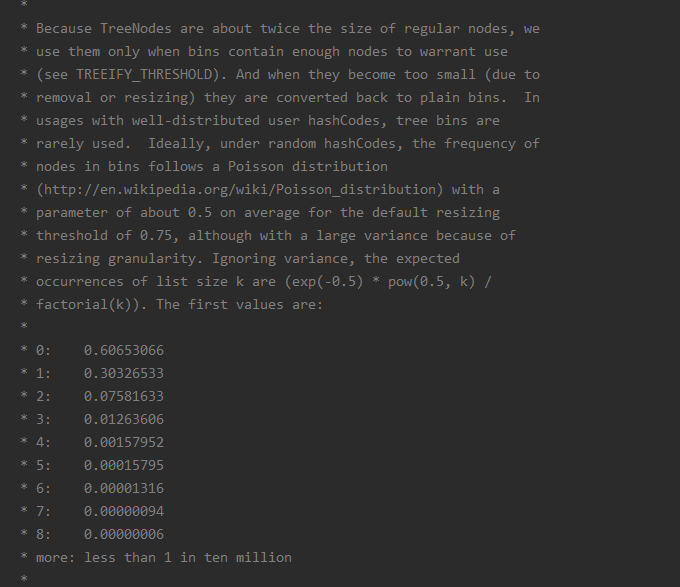 *
* Because TreeNodes are about twice the size of regular nodes, we
* use them only when bins contain enough nodes to warrant use
* (see TREEIFY_THRESHOLD). And when they become too small (due to
* removal or resizing) they are converted back to plain bins.  In
* usages with well-distributed user hashCodes, tree bins are
* rarely used.  Ideally, under random hashCodes, the frequency of
* nodes in bins follows a Poisson distribution
* (http://en.wikipedia.org/wiki/Poisson_distribution) with a
* parameter of about 0.5 on average for the default resizing
* threshold of 0.75, although with a large variance because of
* resizing granularity. Ignoring variance, the expected
* occurrences of list size k are (exp(-0.5) * pow(0.5, k) /
* factorial(k)). The first values are:
*
* 0:    0.60653066
* 1:    0.30326533
* 2:    0.07581633
* 3:    0.01263606
* 4:    0.00157952
* 5:    0.00015795
* 6:    0.00001316
* 7:    0.00000094
* 8:    0.00000006
* more: less than 1 in ten million
*